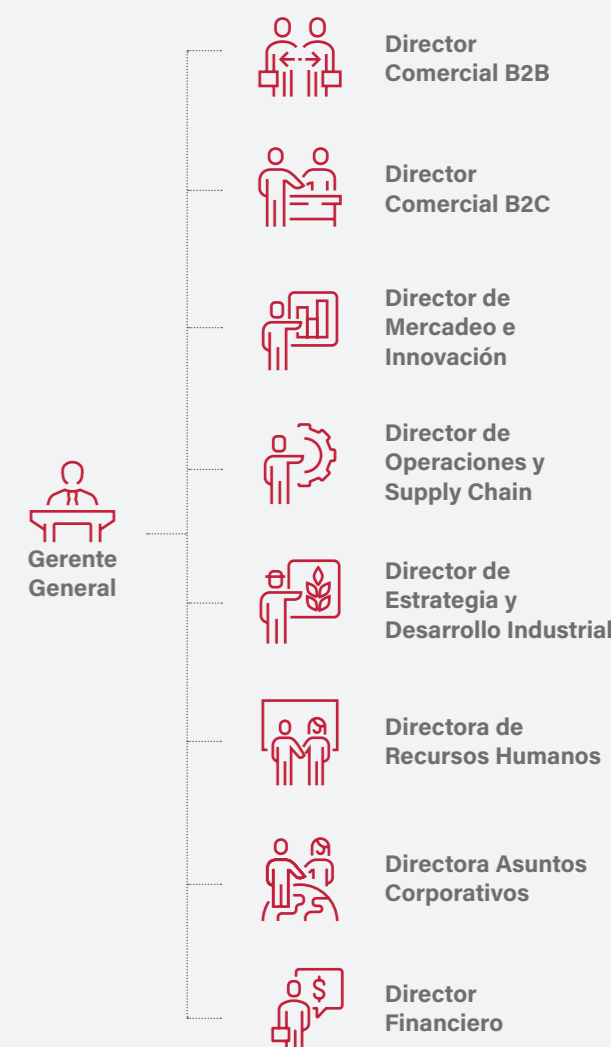 Director
Comercial B2B
Director
Comercial B2C
Director de
Mercadeo e
Innovación
Director de
Operaciones y
Supply Chain
Gerente
General
Director de
Estrategia y
Desarrollo Industrial
Directora de
Recursos Humanos
Directora Asuntos
Corporativos
$
Director
Financiero